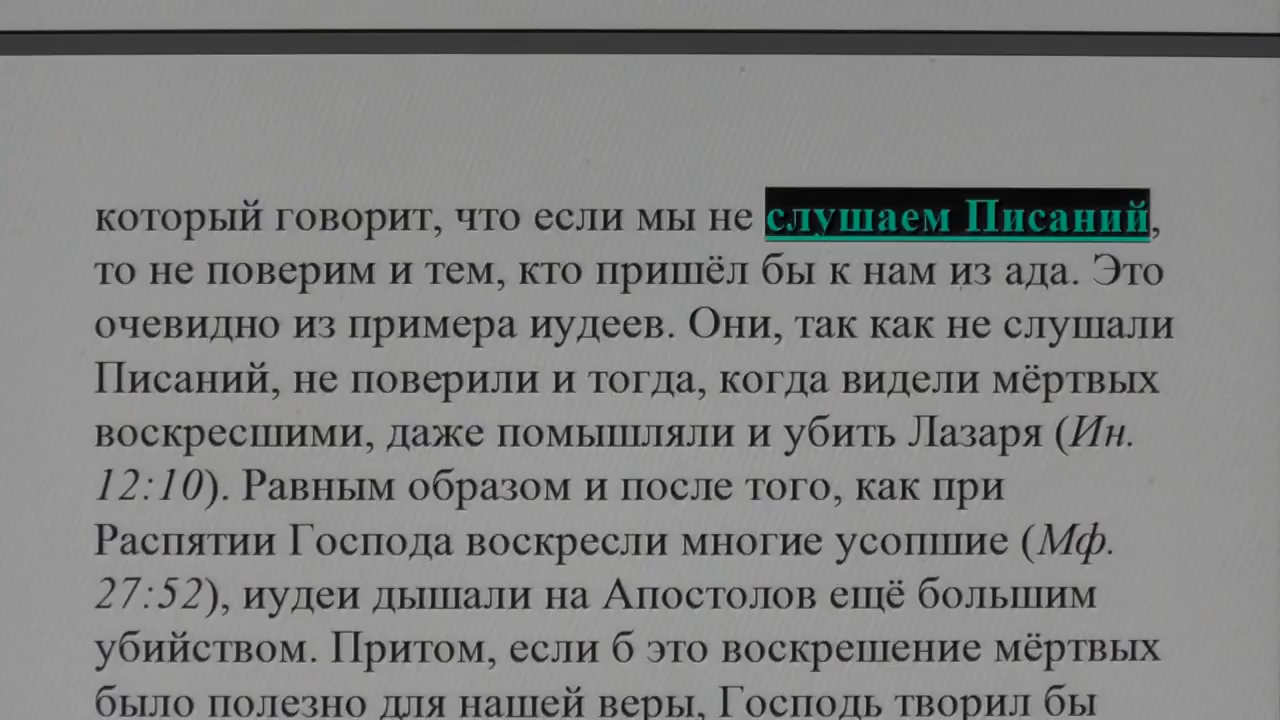 который говорит, что если мы не слушаем Писаний,
то не поверим и тем, кто пришёл бы к нам из ада. Это
очевидно из примера иудеев. Они, так как не слушали
Писаний, не поверили и тогда, когда видели мёртвых
воскресшими, даже помышляли и убить Лазаря (Ин.
12:10). Равным образом и после того, как при
Распятии Господа воскресли многие усопшие (Мф.
27:52), иудеи дышали на Апостолов ещё большим
убийством. Притом, если б это воскрешение мёртвых
было полезно для нашей веры, Господь творил бы